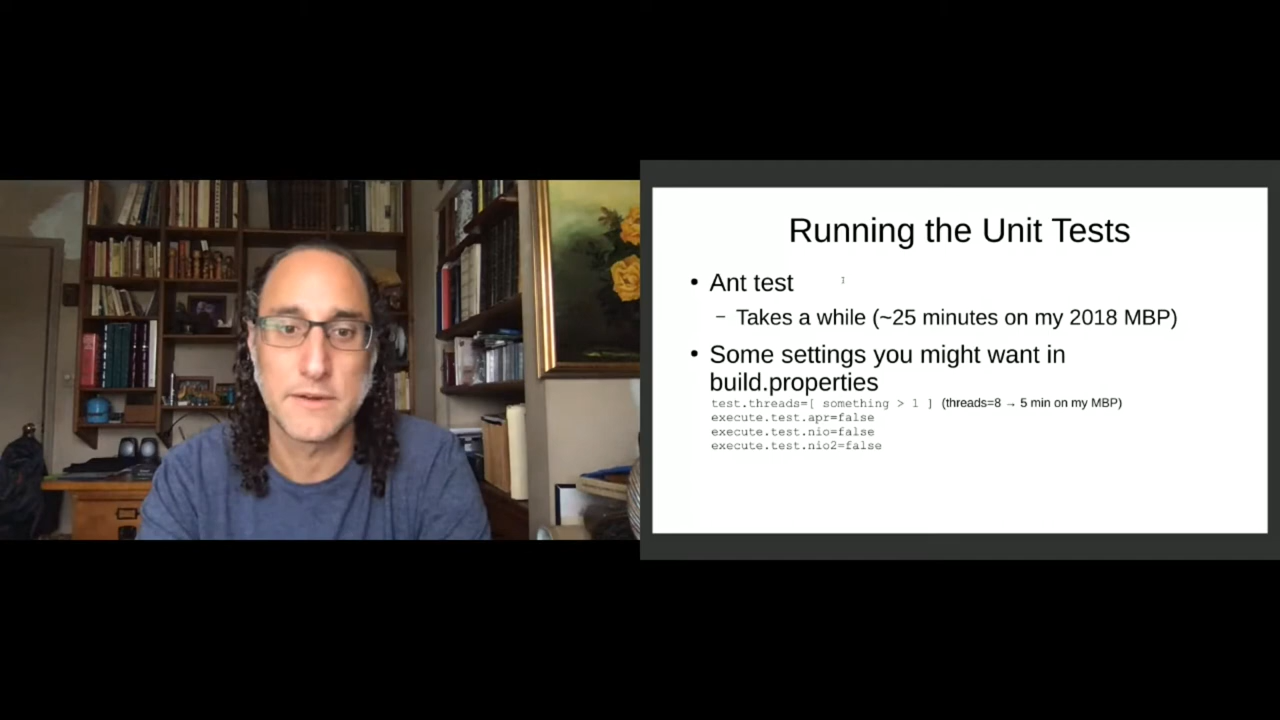 Running the Unit Tests
• Ant test
– Takes a while (~25 minutes on my 2018 MBP)
• Some settings you might want in
build.properties
test.threads=[ something > 1 ] (threads=8 → 5 min on my MBP)
execute.test.apr=false
execute.test.nio=false
execute.test.nio2=false